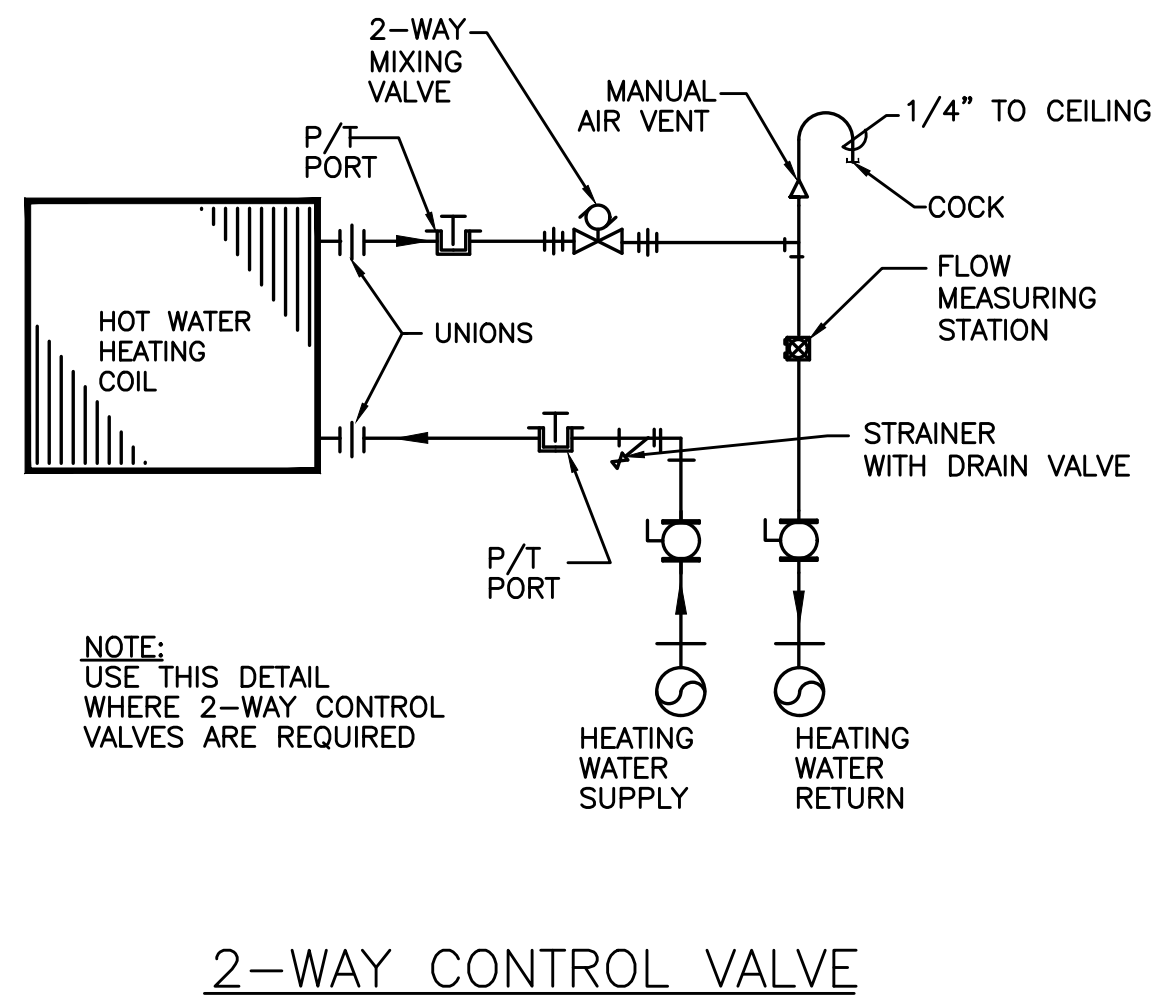 2-WAY
MIXING
VALVE
MANUAL
AIR VENT
1/4" TO CEILING
P/T
PORT
COCK
FLOW
MEASURING
STATION
HOT WATER
HEATING
COIL
UNIONS
STRAINER
WITH DRAIN VALVE
P/T
PORT
NOTE:
USE THIS DETAIL
WHERE 2-WAY CONTROL
VALVES ARE REQUIRED
HEATING
WATER
SUPPLY
HEATING
WATER
RETURN
2-WAY CONTROL VALVE